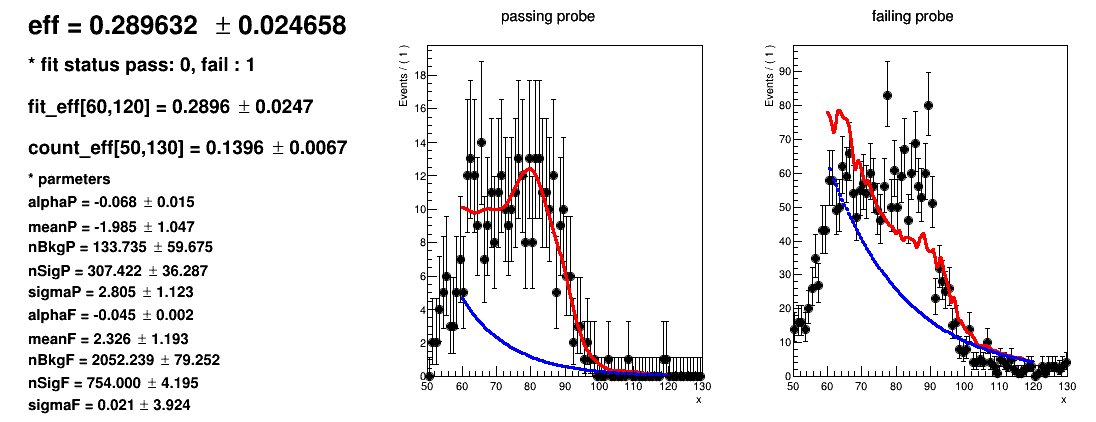 eff = 0.289632 ± 0.024658
* fit status pass: 0, fail : 1
fit_eff[60,120] = 0.2896 ± 0.0247
count_eff[50,130] = 0.1396 ± 0.0067
* parmeters
alphaP = -0.068 ± 0.015
meanP = -1.985 ± 1.047
nBkgP = 133.735 ± 59.675
nSigP = 307.422 ± 36.287
sigmaP = 2.805 ± 1.123
alphaF = -0.045 ± 0.002
meanF = 2.326 ± 1.193
nBkgF = 2052.239 ± 79.252
nSigF = 754.000 ± 4.195
sigmaF = 0.021 ± 3.924
passing probe
Events / ( 1 )
18
16
14
12
10
8
6
4
2
0
50 60 70 80 90 100 110 120 130
x
failing probe
Events / ( 1 )
90
80
70
60
50
40
30
20
10
0
50 60 70 80 90 100 110 120 130
x